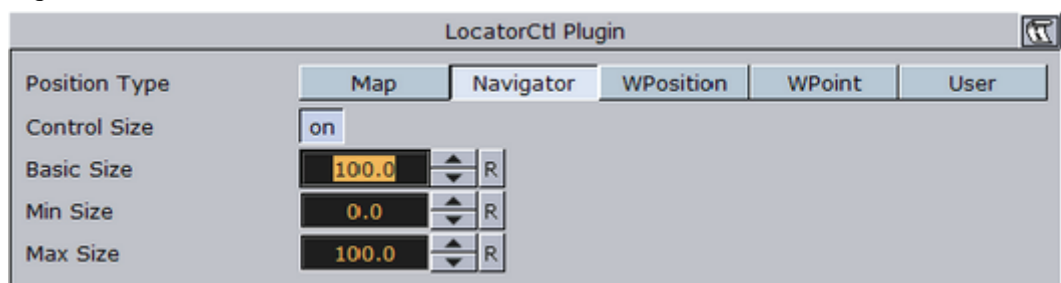 LocatorCtl Plugin
Position Type Map Navigator WPosition WPoint User
Control Size on
Basic Size 100.0 R
Min Size 0.0 R
Max Size 100.0 R